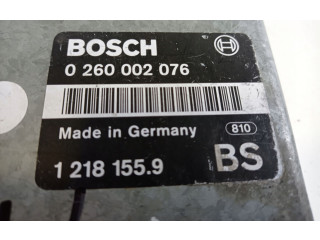 BOSCH
0 260 002 076
Made in Germany 810
1 218 155.9 BS